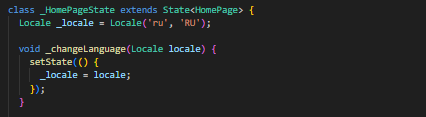 class _HomePageState extends State<HomePage> {
  Locale _locale = Locale('ru', 'RU');

  void _changeLanguage(Locale locale) {
    setState(() {
      _locale = locale;
    });
  }